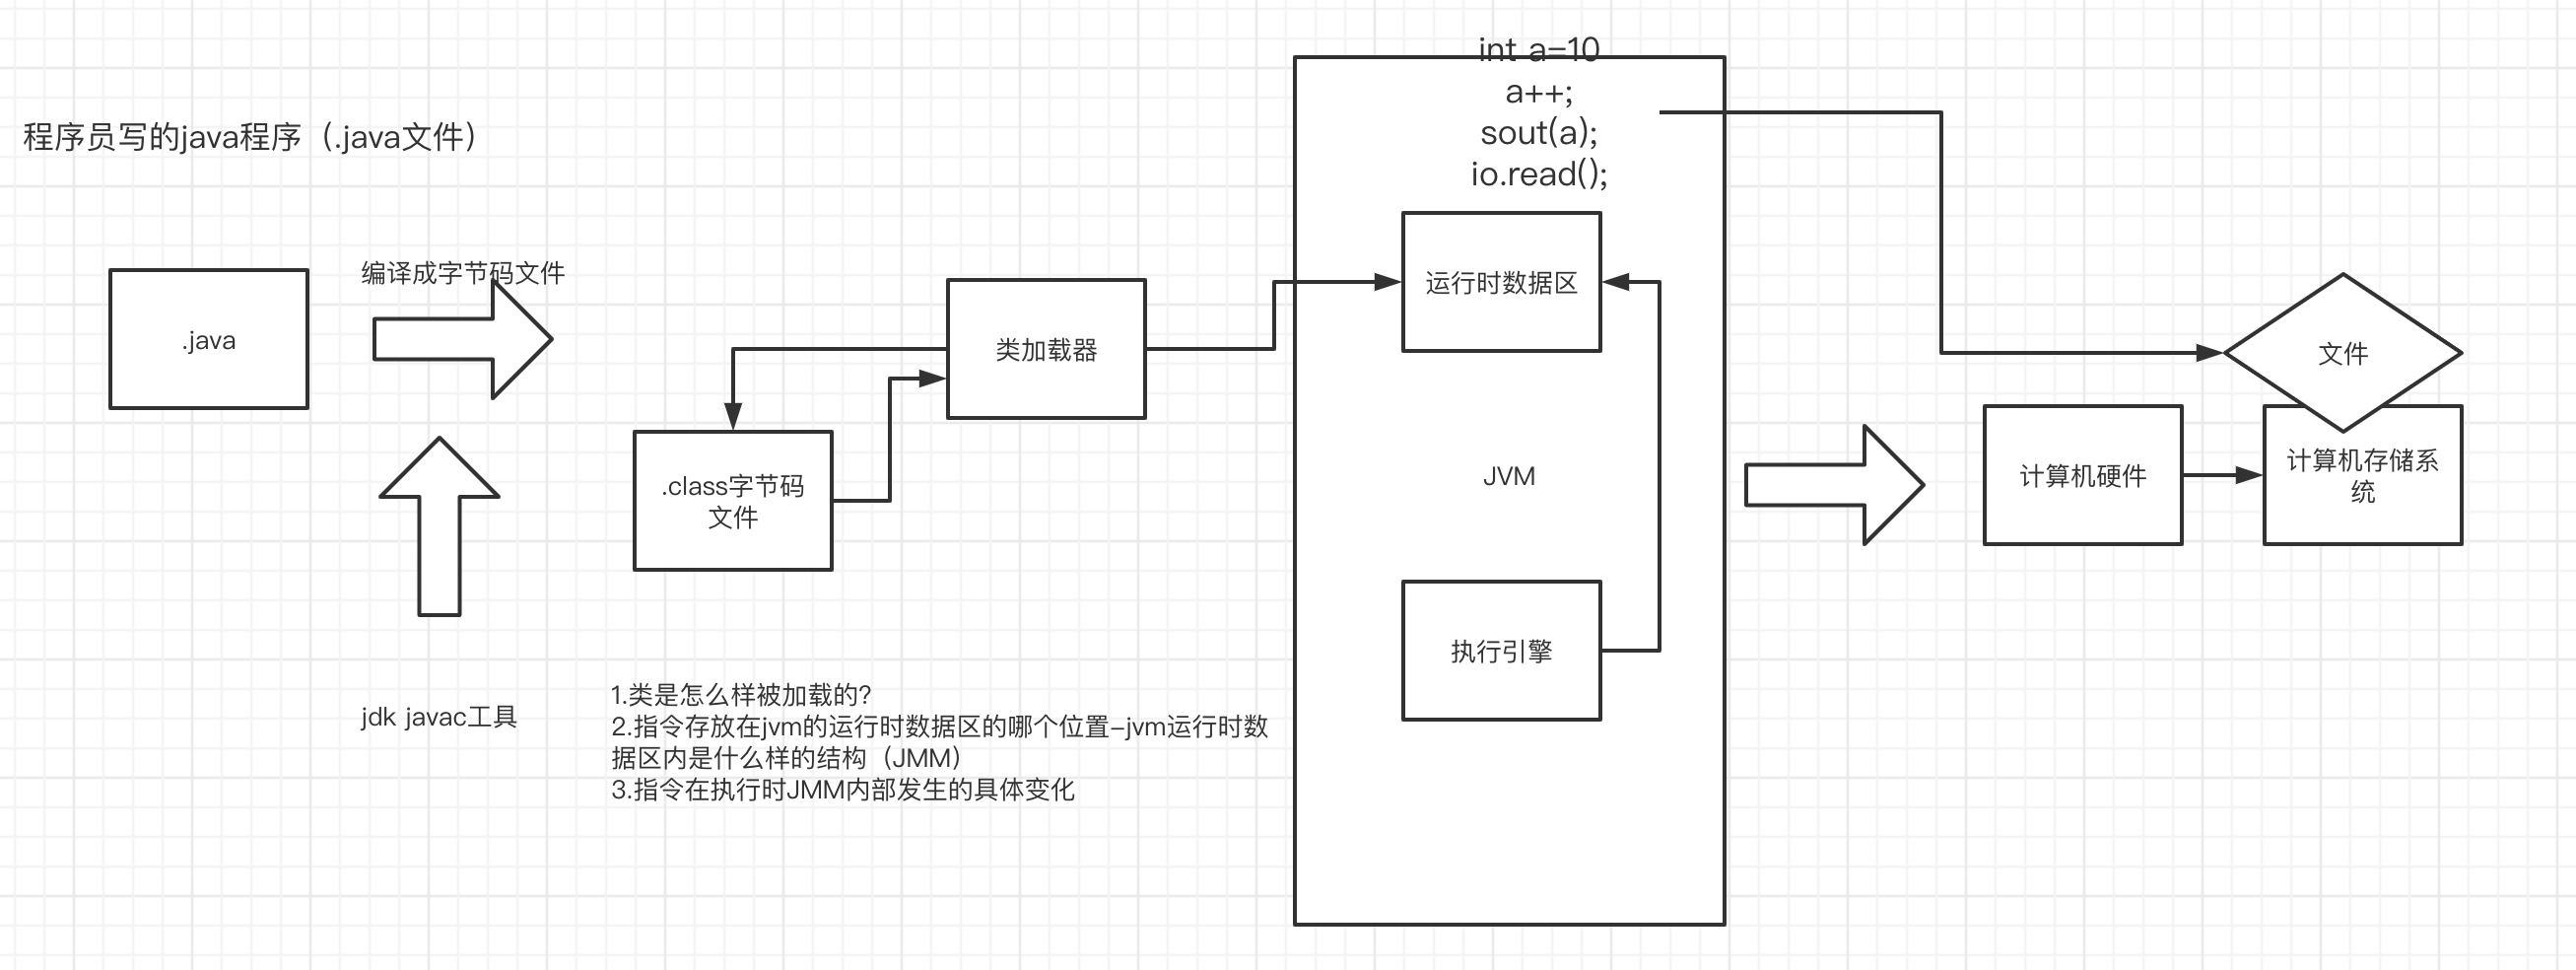 程序员写的java程序（.java文件）
.java
编译成字节码文件
jdk javac工具
.class字节码
文件
类加载器
1.类是怎么样被加载的?
2.指令存放在jvm的运行时数据区的哪个位置-jvm运行时数
据区内是什么样的结构（JMM）
3.指令在执行时JMM内部发生的具体变化
int a=10
a++;
sout(a);
io.read();
运行时数据区
JVM
执行引擎
计算机硬件
文件
计算机存储系
统